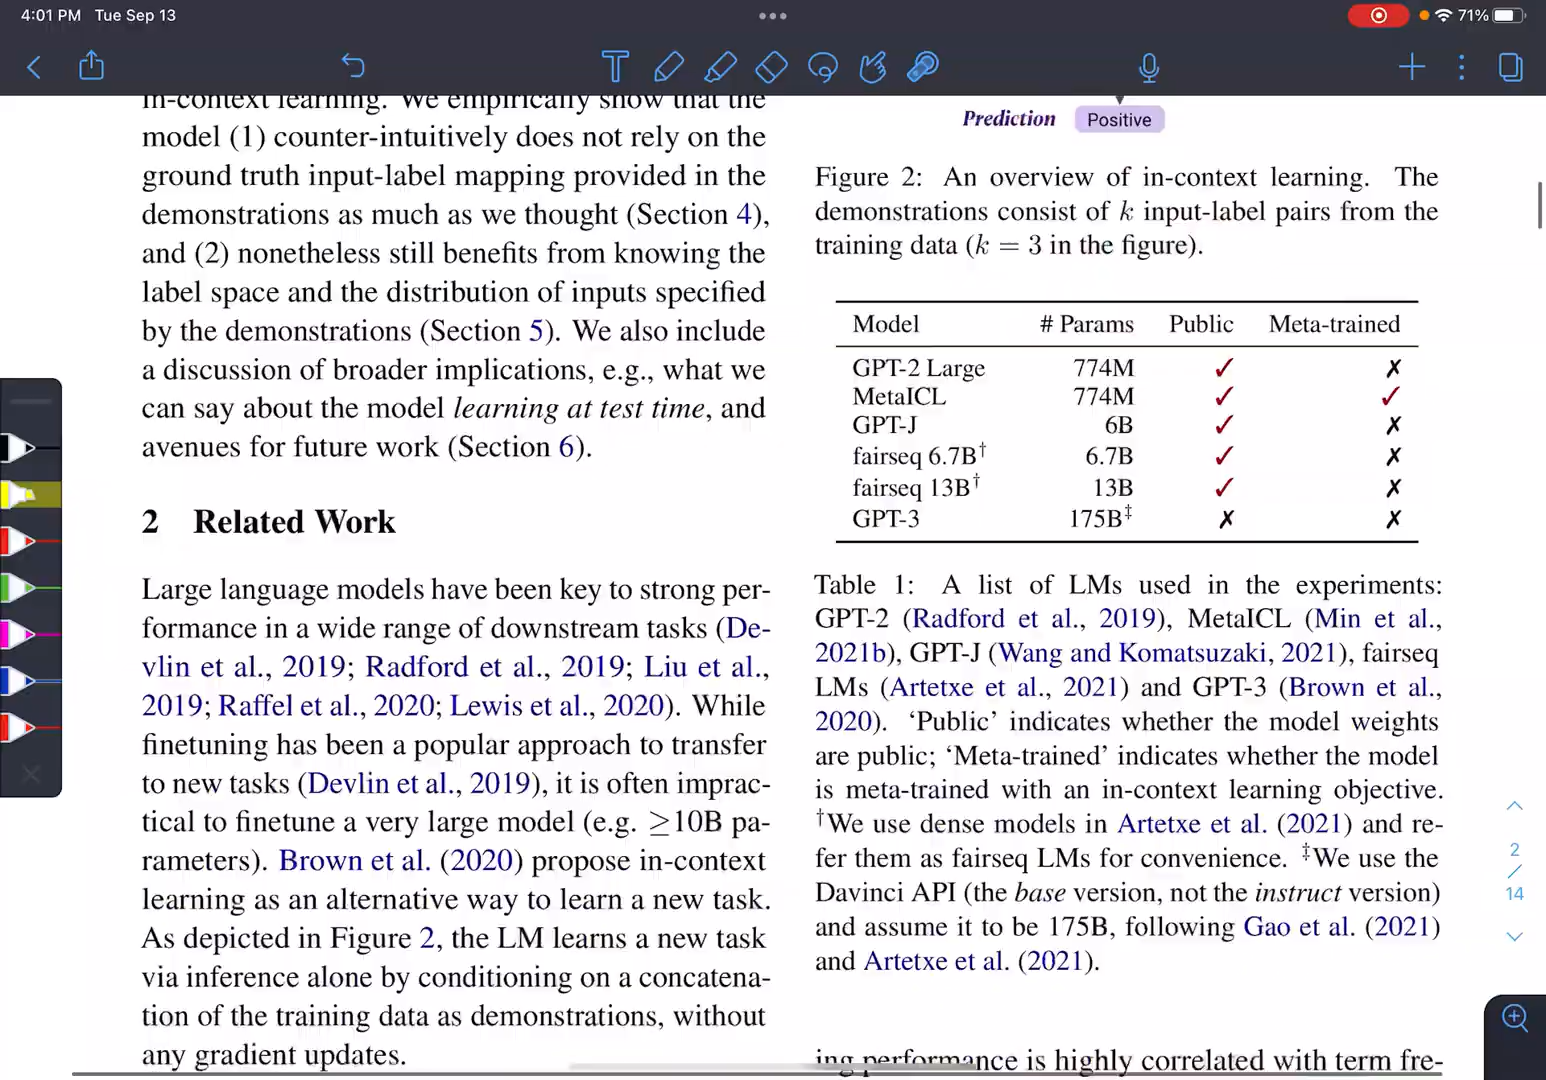 4:01 PM Tue Sep 13
71%
in-context learning. We empirically show that the
model (1) counter-intuitively does not rely on the
ground truth input-label mapping provided in the
demonstrations as much as we thought (Section 4),
and (2) nonetheless still benefits from knowing the
label space and the distribution of inputs specified
by the demonstrations (Section 5). We also include
a discussion of broader implications, e.g., what we
can say about the model learning at test time, and
avenues for future work (Section 6).
2 Related Work
Large language models have been key to strong per-
formance in a wide range of downstream tasks (De-
vlin et al., 2019; Radford et al., 2019; Liu et al.,
2019; Raffel et al., 2020; Lewis et al., 2020). While
finetuning has been a popular approach to transfer
to new tasks (Devlin et al., 2019), it is often imprac-
tical to finetune a very large model (e.g. ≥10B pa-
rameters). Brown et al. (2020) propose in-context
learning as an alternative way to learn a new task.
As depicted in Figure 2, the LM learns a new task
via inference alone by conditioning on a concatena-
tion of the training data as demonstrations, without
any gradient updates.
Prediction Positive
Figure 2: An overview of in-context learning. The
demonstrations consist of k input-label pairs from the
training data (k = 3 in the figure).
Model # Params Public Meta-trained
GPT-2 Large 774M ✓ ✗
MetaICL 774M ✓ ✓
GPT-J 6B ✓ ✗
fairseq 6.7B† 6.7B ✓ ✗
fairseq 13B† 13B ✓ ✗
GPT-3 175B‡ ✗ ✗
Table 1: A list of LMs used in the experiments:
GPT-2 (Radford et al., 2019), MetaICL (Min et al.,
2021b), GPT-J (Wang and Komatsuzaki, 2021), fairseq
LMs (Artetxe et al., 2021) and GPT-3 (Brown et al.,
2020). ‘Public’ indicates whether the model weights
are public; ‘Meta-trained’ indicates whether the model
is meta-trained with an in-context learning objective.
†We use dense models in Artetxe et al. (2021) and re-
fer them as fairseq LMs for convenience. ‡We use the
Davinci API (the base version, not the instruct version)
and assume it to be 175B, following Gao et al. (2021)
and Artetxe et al. (2021).
ing performance is highly correlated with term fre-
2
/
14